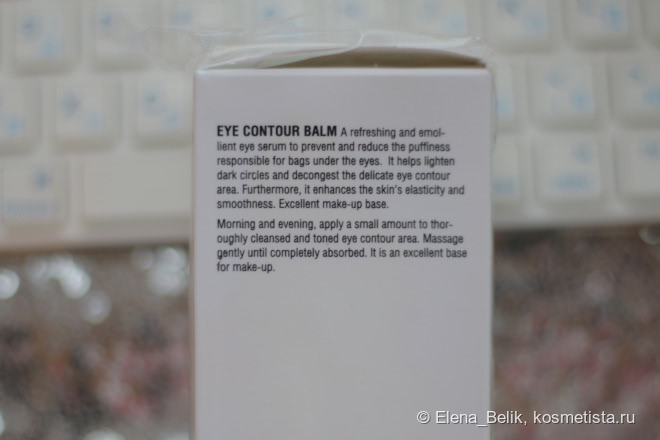 EYE CONTOUR BALM A refreshing and emol-
lient eye serum to prevent and reduce the puffiness
responsible for bags under the eyes. It helps lighten
dark circles and decongest the delicate eye contour
area. Furthermore, it enhances the skin's elasticity and
smoothness. Excellent make-up base.
Morning and evening, apply a small amount to thor-
oughly cleansed and toned eye contour area. Massage
gently until completely absorbed. It is an excellent base
for make-up.
© Elena_Belik, kosmetista.ru